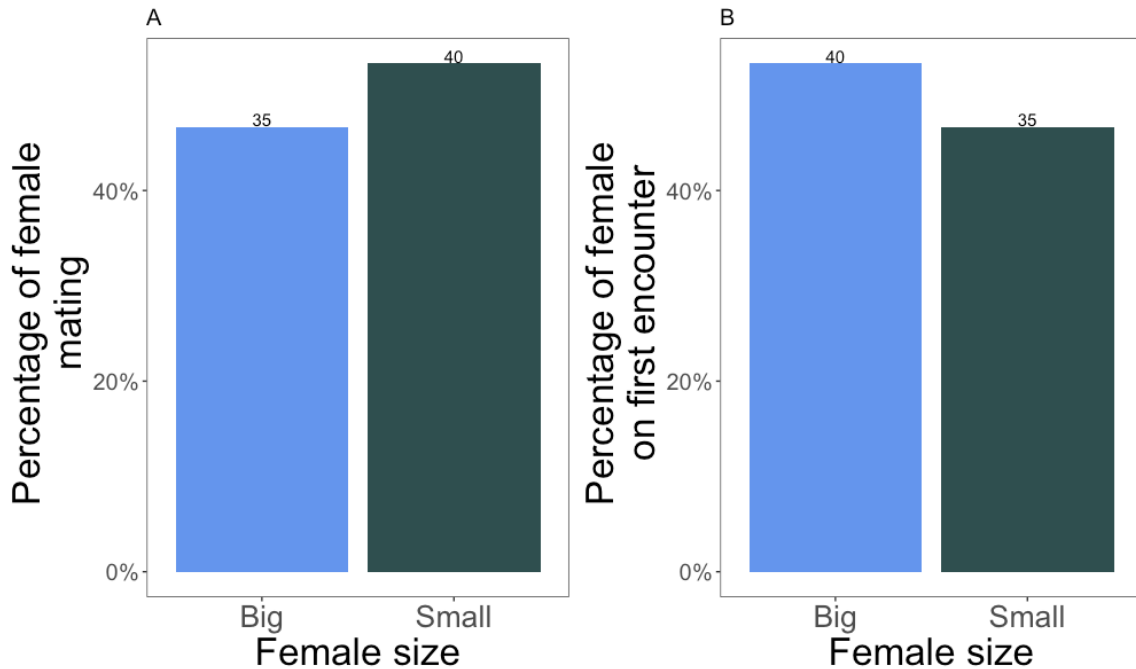 A
Percentage of female
mating
40%
20%
0%
35
40
Big
Small
Female size
B
Percentage of female
on first encounter
40%
20%
0%
40
35
Big
Small
Female size